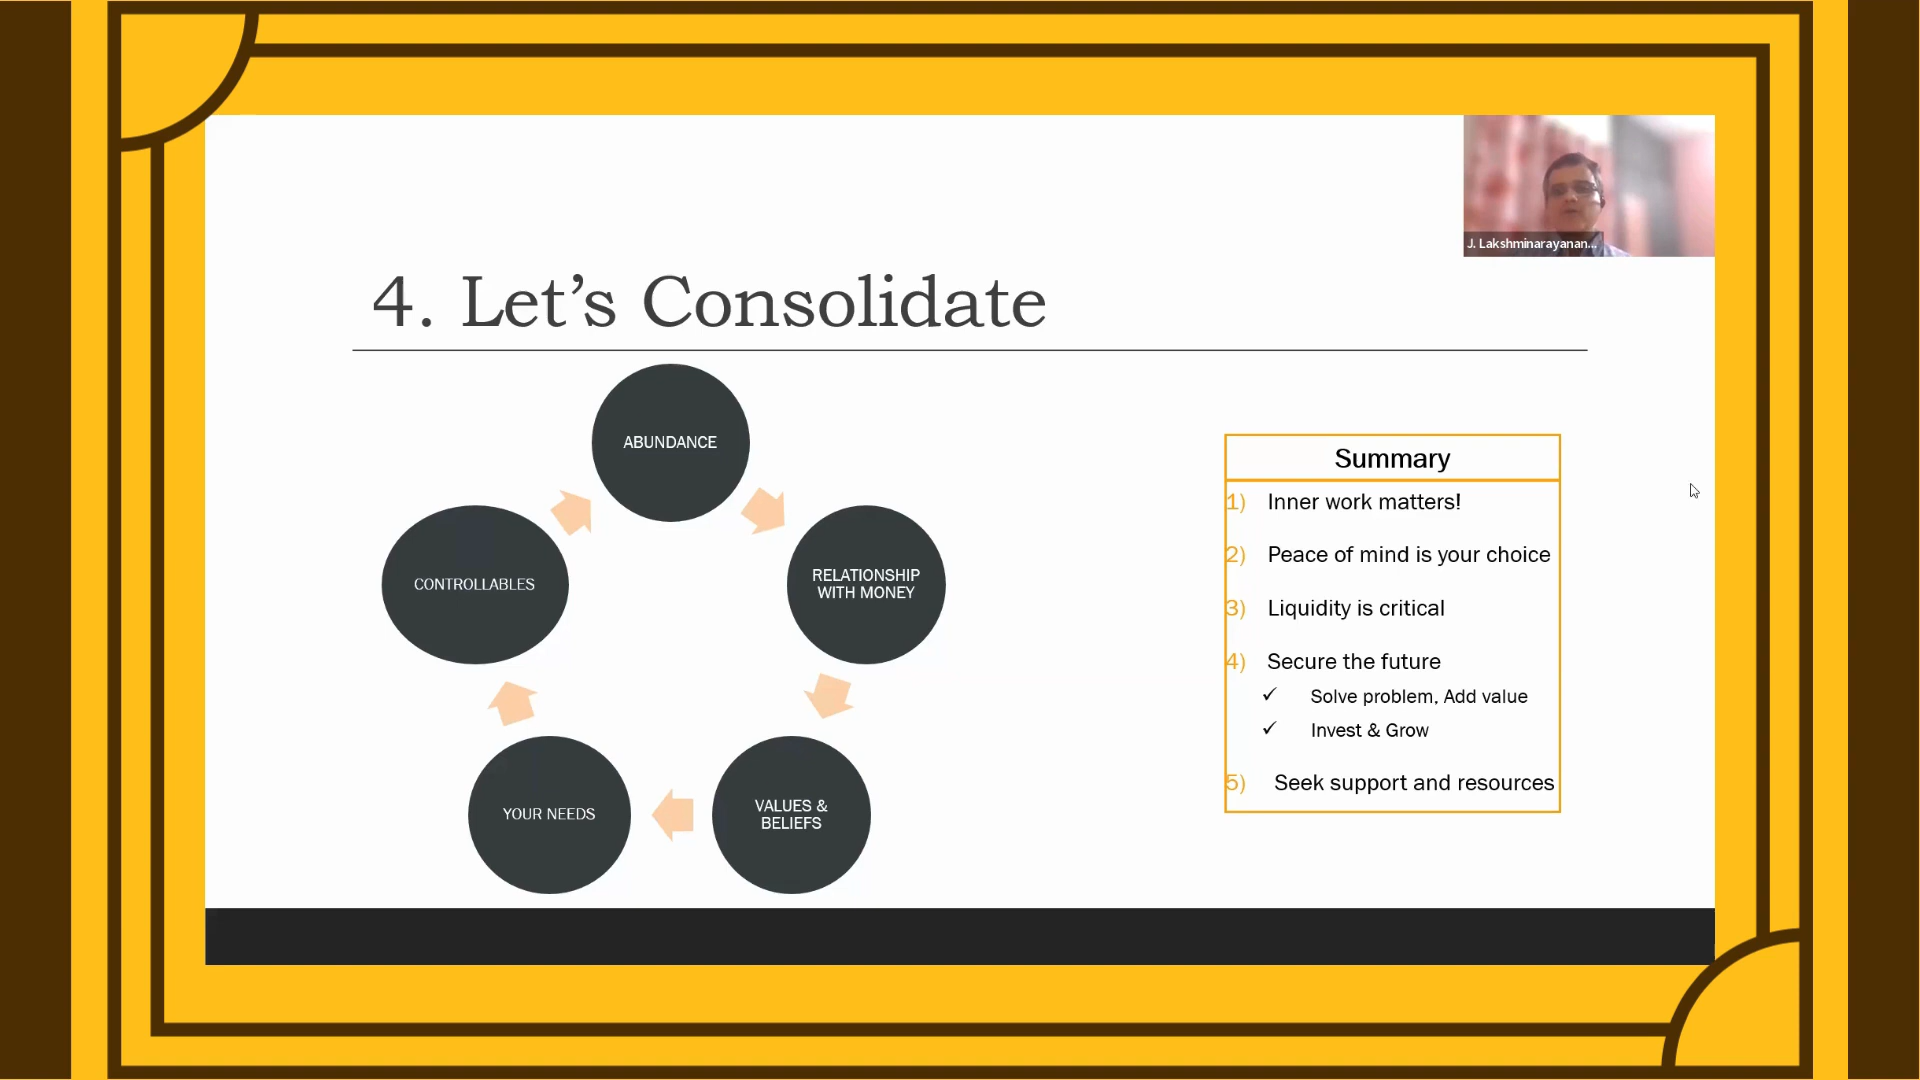 J. Lakshminarayanan...
4. Let’s Consolidate
ABUNDANCE
RELATIONSHIP
WITH MONEY
VALUES &
BELIEFS
YOUR NEEDS
CONTROLLABLES
Summary
1) Inner work matters!
2) Peace of mind is your choice
3) Liquidity is critical
4) Secure the future
✓ Solve problem, Add value
✓ Invest & Grow
5) Seek support and resources